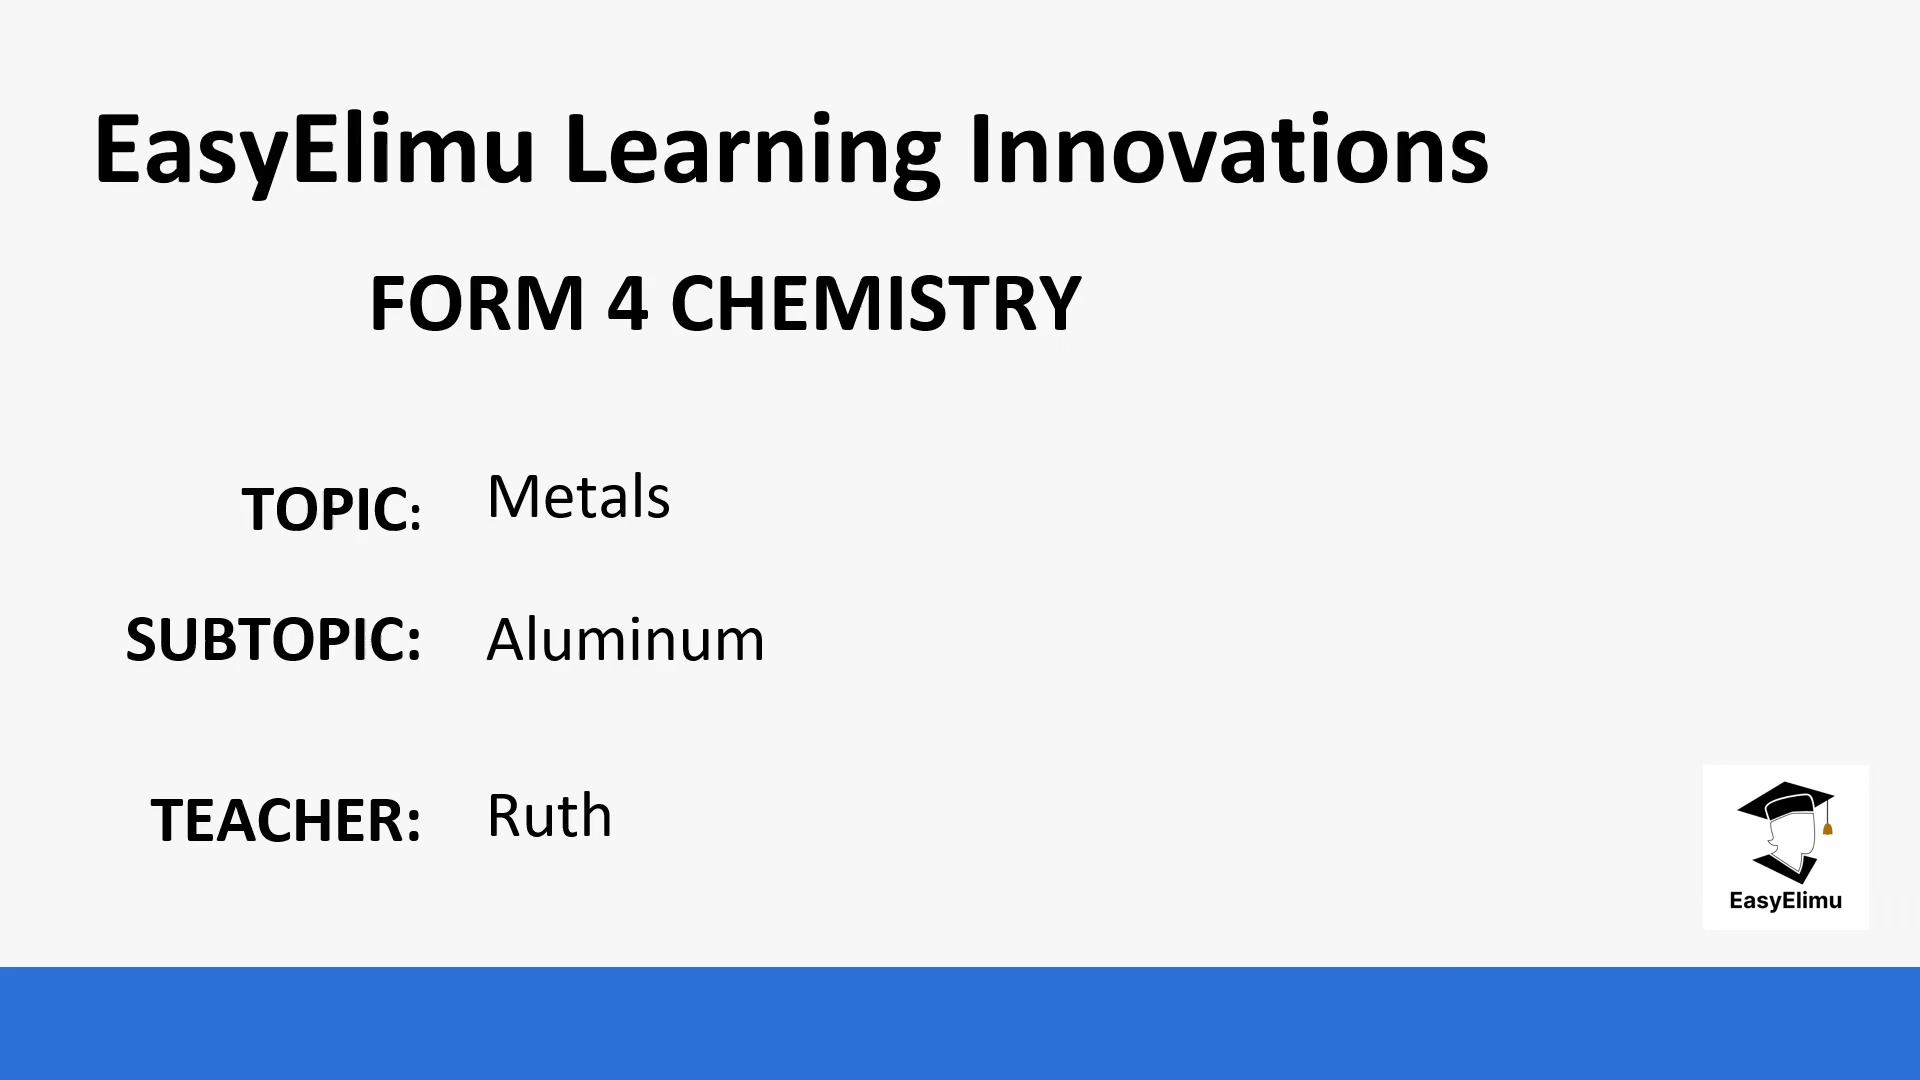 EasyElimu Learning Innovations
FORM 4 CHEMISTRY
TOPIC: Metals
SUBTOPIC: Aluminum
TEACHER: Ruth
EasyElimu